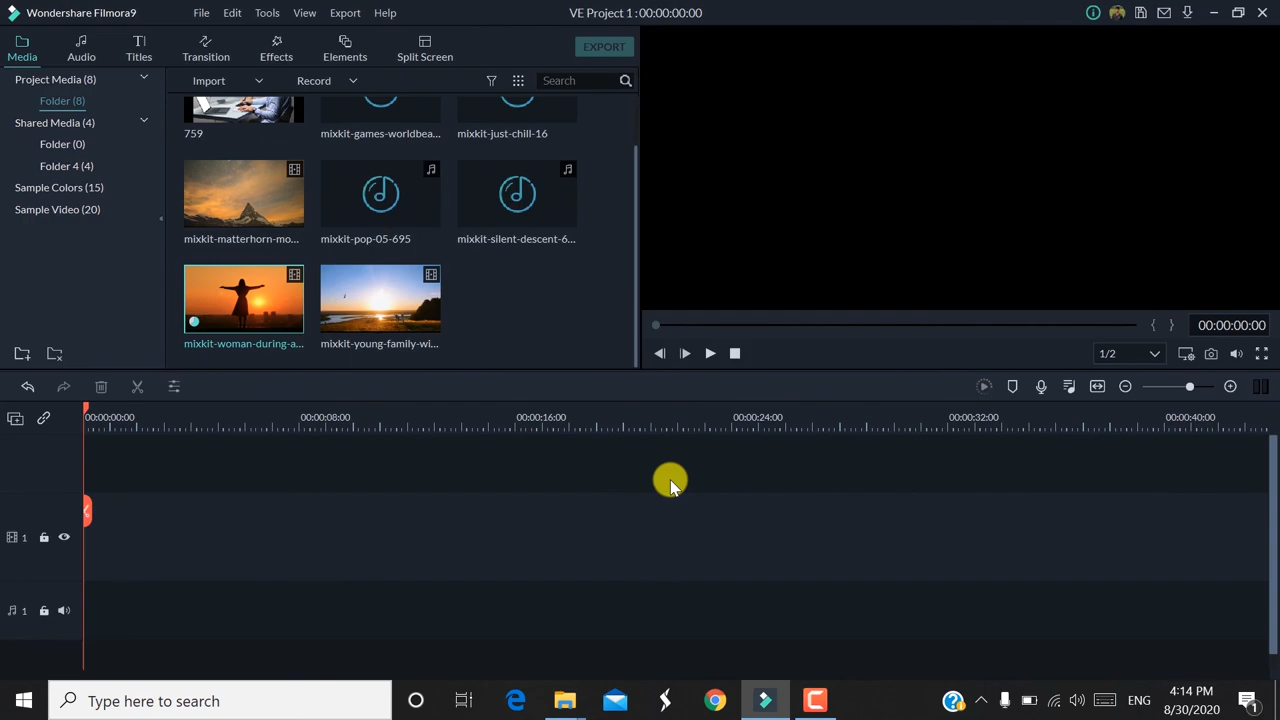 Wondershare Filmora9
File Edit Tools View Export Help
VE Project 1 : 00:00:00:00
Media Audio Titles Transition Effects Elements Split Screen
EXPORT
Project Media (8)
Folder (8)
Shared Media (4)
Folder (0)
Folder 4 (4)
Sample Colors (15)
Sample Video (20)
Import Record Search
759
mixkit-games-worldbea...
mixkit-just-chill-16
mixkit-matterhorn-mo...
mixkit-pop-05-695
mixkit-silent-descent-6...
mixkit-woman-during-a...
mixkit-young-family-wi...
00:00:00:00
1/2
00:00:00:00 00:00:08:00 00:00:16:00 00:00:24:00 00:00:32:00 00:00:40:00
1
1
Type here to search
ENG
4:14 PM
8/30/2020
1